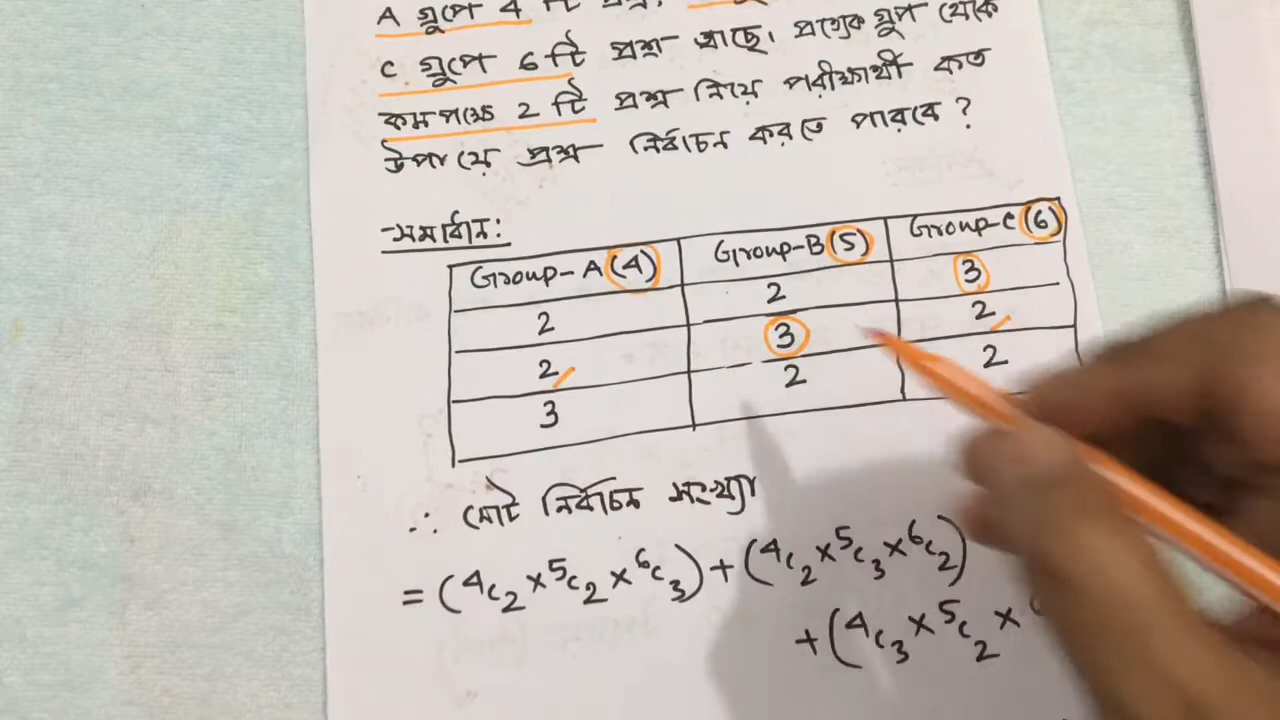 A গ্রুপে 4 টি
C গ্রুপে 6 টি প্রশ্ন আছে। প্রত্যেক গ্রুপ থেকে
কমপক্ষে 2 টি প্রশ্ন নিয়ে পরীক্ষার্থী কত
উপায়ে প্রশ্ন নির্বাচন করতে পারবে ?
সমাধান:
Group-A(4) Group-B(5) Group-C(6)
2 2 3
2 3 2
3 2 2
∴ মোট নির্বাচন সংখ্যা
= (⁴c₂×⁵c₂×⁶c₃)+(⁴c₂×⁵c₃×⁶c₂)
+(⁴c₃×⁵c₂×